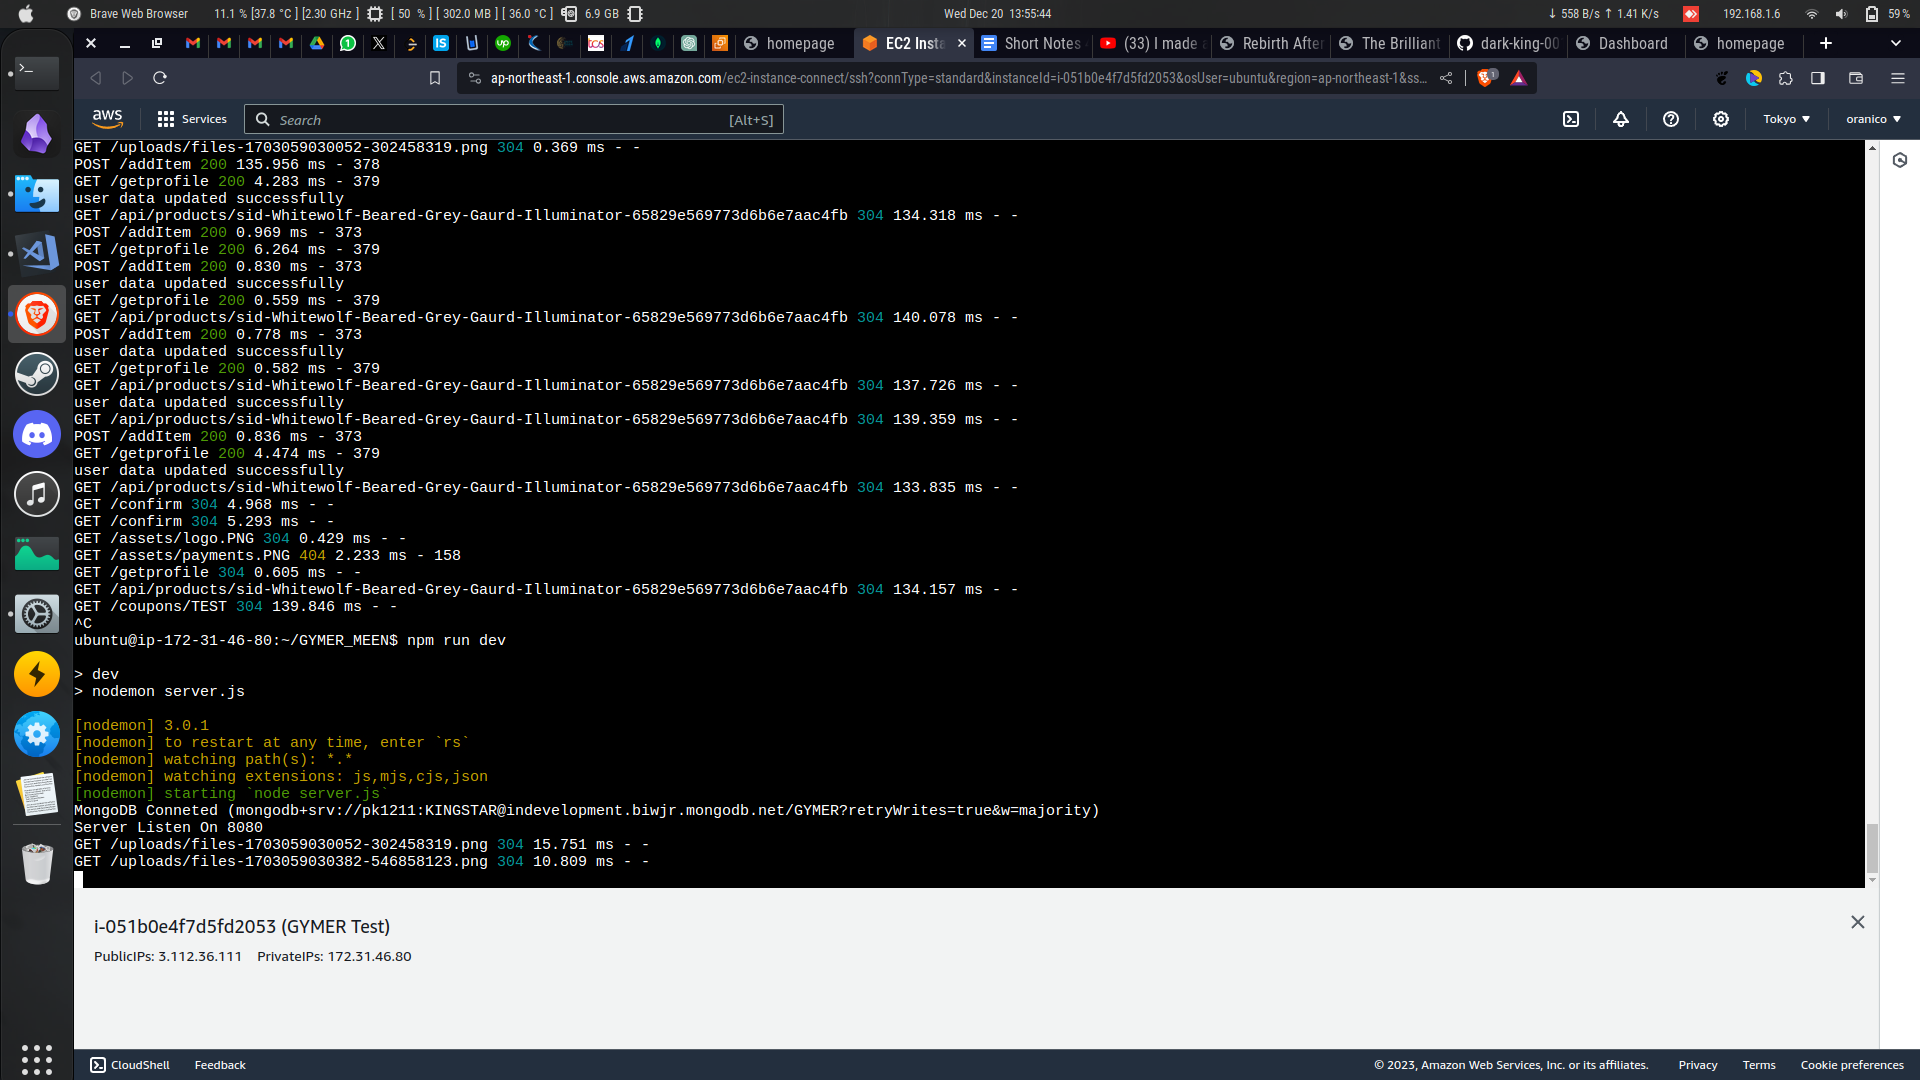 Brave Web Browser 11.1 % [37.8 °C ] [2.30 GHz ] [ 50 % ] [ 302.0 MB ] [ 36.0 °C ] 6.9 GB Wed Dec 20 13:55:44 ↓ 558 B/s ↑ 1.41 K/s 192.168.1.6 59 %
homepage EC2 Insta Short Notes (33) I made a Rebirth After The Brilliant dark-king-00 Dashboard homepage
ap-northeast-1.console.aws.amazon.com/ec2-instance-connect/ssh?connType=standard&instanceId=i-051b0e4f7d5fd2053&osUser=ubuntu&region=ap-northeast-1&ss...
aws Services Search [Alt+S] Tokyo ▼ oranico ▼
GET /uploads/files-1703059030052-302458319.png 304 0.369 ms - -
POST /addItem 200 135.956 ms - 378
GET /getprofile 200 4.283 ms - 379
user data updated successfully
GET /api/products/sid-Whitewolf-Beared-Grey-Gaurd-Illuminator-65829e569773d6b6e7aac4fb 304 134.318 ms - -
POST /addItem 200 0.969 ms - 373
GET /getprofile 200 6.264 ms - 379
POST /addItem 200 0.830 ms - 373
user data updated successfully
GET /getprofile 200 0.559 ms - 379
GET /api/products/sid-Whitewolf-Beared-Grey-Gaurd-Illuminator-65829e569773d6b6e7aac4fb 304 140.078 ms - -
POST /addItem 200 0.778 ms - 373
user data updated successfully
GET /getprofile 200 0.582 ms - 379
GET /api/products/sid-Whitewolf-Beared-Grey-Gaurd-Illuminator-65829e569773d6b6e7aac4fb 304 137.726 ms - -
user data updated successfully
GET /api/products/sid-Whitewolf-Beared-Grey-Gaurd-Illuminator-65829e569773d6b6e7aac4fb 304 139.359 ms - -
POST /addItem 200 0.836 ms - 373
GET /getprofile 200 4.474 ms - 379
user data updated successfully
GET /api/products/sid-Whitewolf-Beared-Grey-Gaurd-Illuminator-65829e569773d6b6e7aac4fb 304 133.835 ms - -
GET /confirm 304 4.968 ms - -
GET /confirm 304 5.293 ms - -
GET /assets/logo.PNG 304 0.429 ms - -
GET /assets/payments.PNG 404 2.233 ms - 158
GET /getprofile 304 0.605 ms - -
GET /api/products/sid-Whitewolf-Beared-Grey-Gaurd-Illuminator-65829e569773d6b6e7aac4fb 304 134.157 ms - -
GET /coupons/TEST 304 139.846 ms - -
^C
ubuntu@ip-172-31-46-80:~/GYMER_MEEN$ npm run dev
> dev
> nodemon server.js
[nodemon] 3.0.1
[nodemon] to restart at any time, enter `rs`
[nodemon] watching path(s): *.*
[nodemon] watching extensions: js,mjs,cjs,json
[nodemon] starting `node server.js`
MongoDB Conneted (mongodb+srv://pk1211:KINGSTAR@indevelopment.biwjr.mongodb.net/GYMER?retryWrites=true&w=majority)
Server Listen On 8080
GET /uploads/files-1703059030052-302458319.png 304 15.751 ms - -
GET /uploads/files-1703059030382-546858123.png 304 10.809 ms - -
i-051b0e4f7d5fd2053 (GYMER Test)
PublicIPs: 3.112.36.111 PrivateIPs: 172.31.46.80
CloudShell Feedback © 2023, Amazon Web Services, Inc. or its affiliates. Privacy Terms Cookie preferences